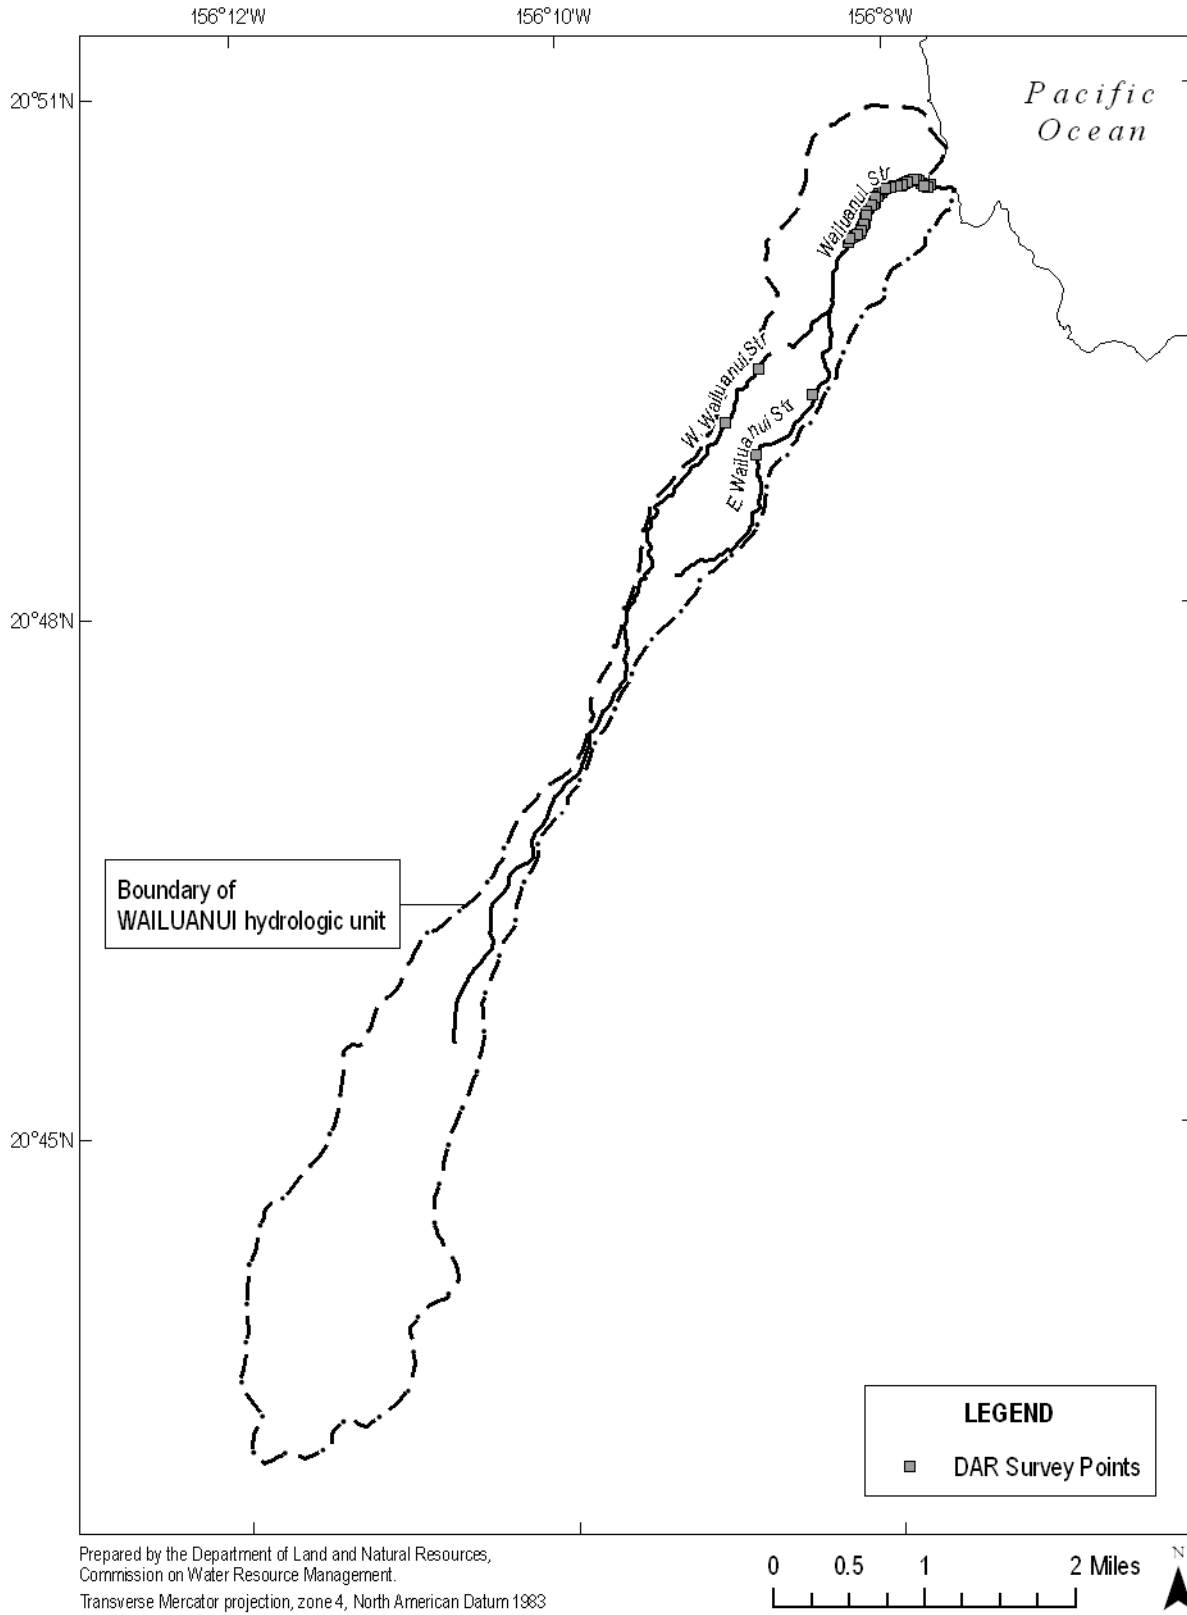 156°12'W
156°10'W
156°8'W
20°51'N
Pacific
Ocean
Wailuanui Str
W. Wailuanui Str
E. Wailuanui Str
20°48'N
Boundary of
WAILUANUI hydrologic unit
20°45'N
LEGEND
DAR Survey Points
Prepared by the Department of Land and Natural Resources,
Commission on Water Resource Management.
Transverse Mercator projection, zone 4, North American Datum 1983
0 0.5 1 2 Miles
N